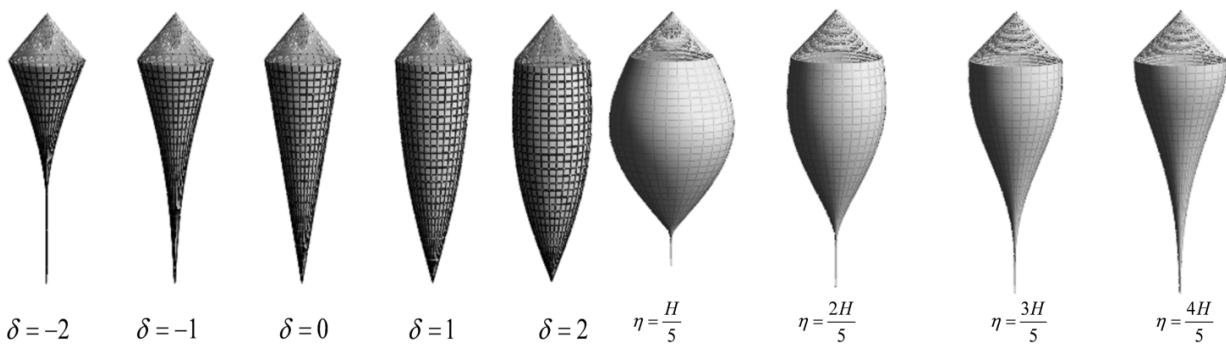 δ = −2 δ = −1 δ = 0 δ = 1 δ = 2 η = H/5 η = 2H/5 η = 3H/5 η = 4H/5